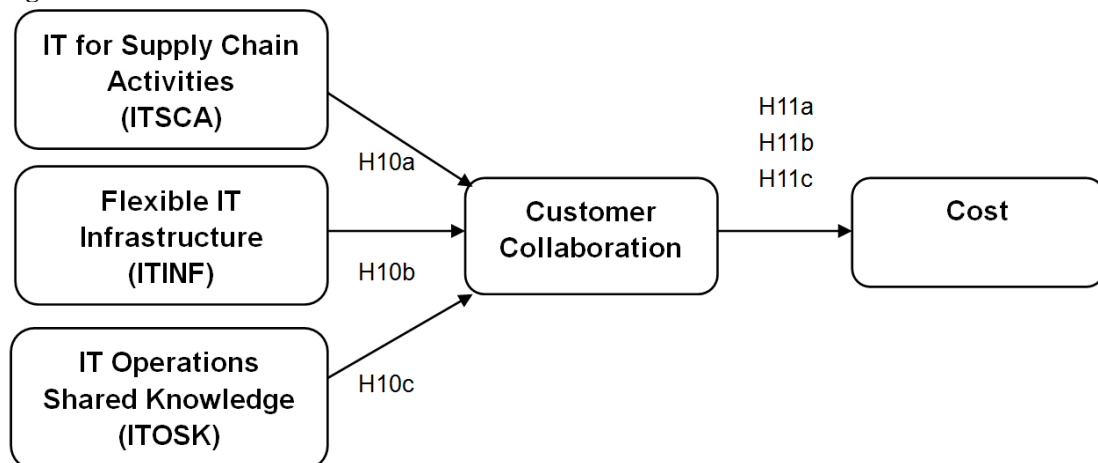 IT for Supply Chain
Activities
(ITSCA)
H10a
Flexible IT
Infrastructure
(ITINF)
H10b
IT Operations
Shared Knowledge
(ITOSK)
H10c
Customer
Collaboration
H11a
H11b
H11c
Cost